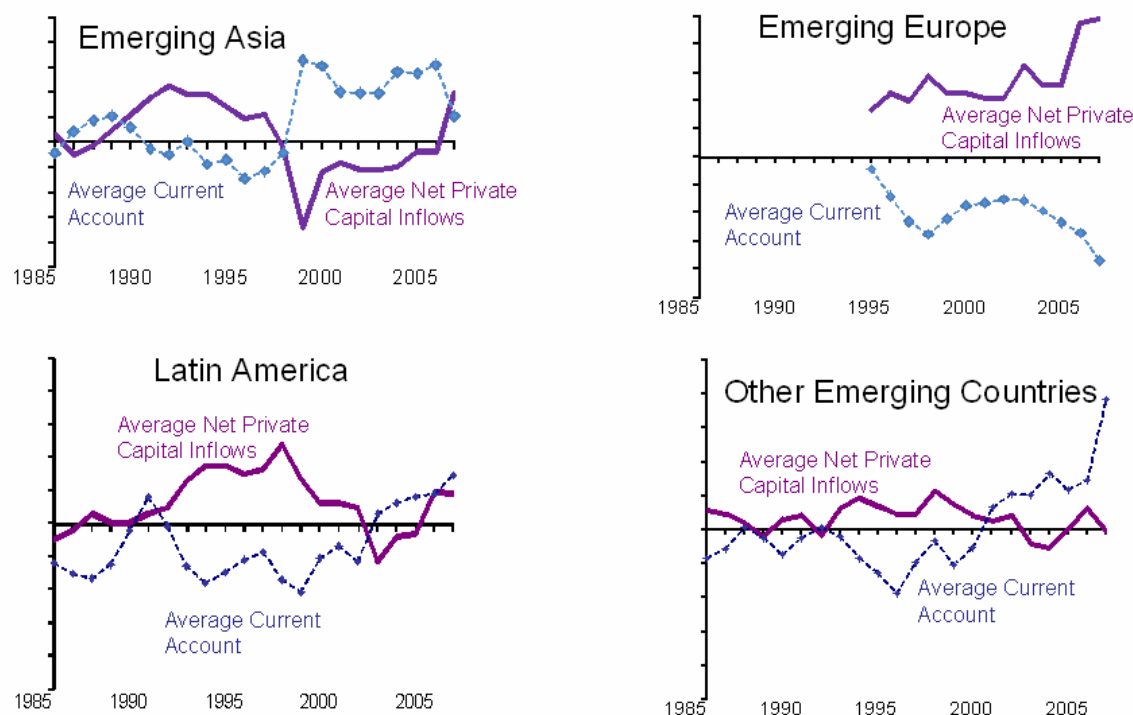 Emerging Asia
Average Current
Account
Average Net Private
Capital Inflows
1985 1990 1995 2000 2005
Emerging Europe
Average Net Private
Capital Inflows
Average Current
Account
1985 1990 1995 2000 2005
Latin America
Average Net Private
Capital Inflows
Average Current
Account
1985 1990 1995 2000 2005
Other Emerging Countries
Average Net Private
Capital Inflows
Average Current
Account
1985 1990 1995 2000 2005